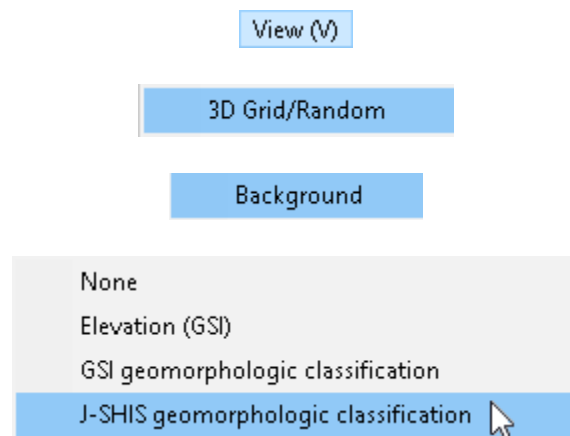 View (V)
3D Grid/Random
Background
None
Elevation (GSI)
GSI geomorphologic classification
J-SHIS geomorphologic classification